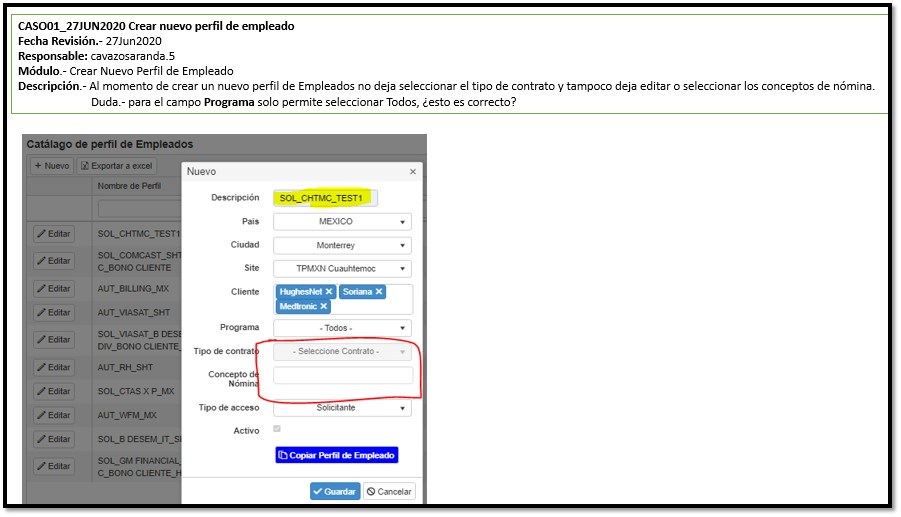 CASO01_27JUN2020 Crear nuevo perfil de empleado
Fecha Revisión.- 27Jun2020
Responsable: cavazosaranda.5
Módulo.- Crear Nuevo Perfil de Empleado
Descripción.- Al momento de crear un nuevo perfil de Empleados no deja seleccionar el tipo de contrato y tampoco deja editar o seleccionar los conceptos de nómina.
Duda.- para el campo Programa solo permite seleccionar Todos, ¿esto es correcto?
Catálago de perfil de Empleados
+ Nuevo Exportar a excel
Nombre de Perfil
Editar SOL_CHTMC_TEST1
Editar SOL_COMCAST_SHT
C_BONO CLIENTE
Editar AUT_BILLING_MX
Editar AUT_VIASAT_SHT
Editar SOL_VIASAT_B DESE
DIV_BONO CLIENTE_
Editar AUT_RH_SHT
Editar SOL_CTAS X P_MX
Editar AUT_WFM_MX
Editar SOL_B DESEM_IT_S
Editar SOL_GM FINANCIAL_
C_BONO CLIENTE_H
Nuevo ×
Descripción SOL_CHTMC_TEST1
Pais MEXICO
Ciudad Monterrey
Site TPMXN Cuauhtemoc
Cliente HughesNet ✕ Soriana ✕
Medtronic ✕
Programa - Todos -
Tipo de contrato - Seleccione Contrato -
Concepto de
Nómina
Tipo de acceso Solicitante
Activo
Copiar Perfil de Empleado
Guardar Cancelar